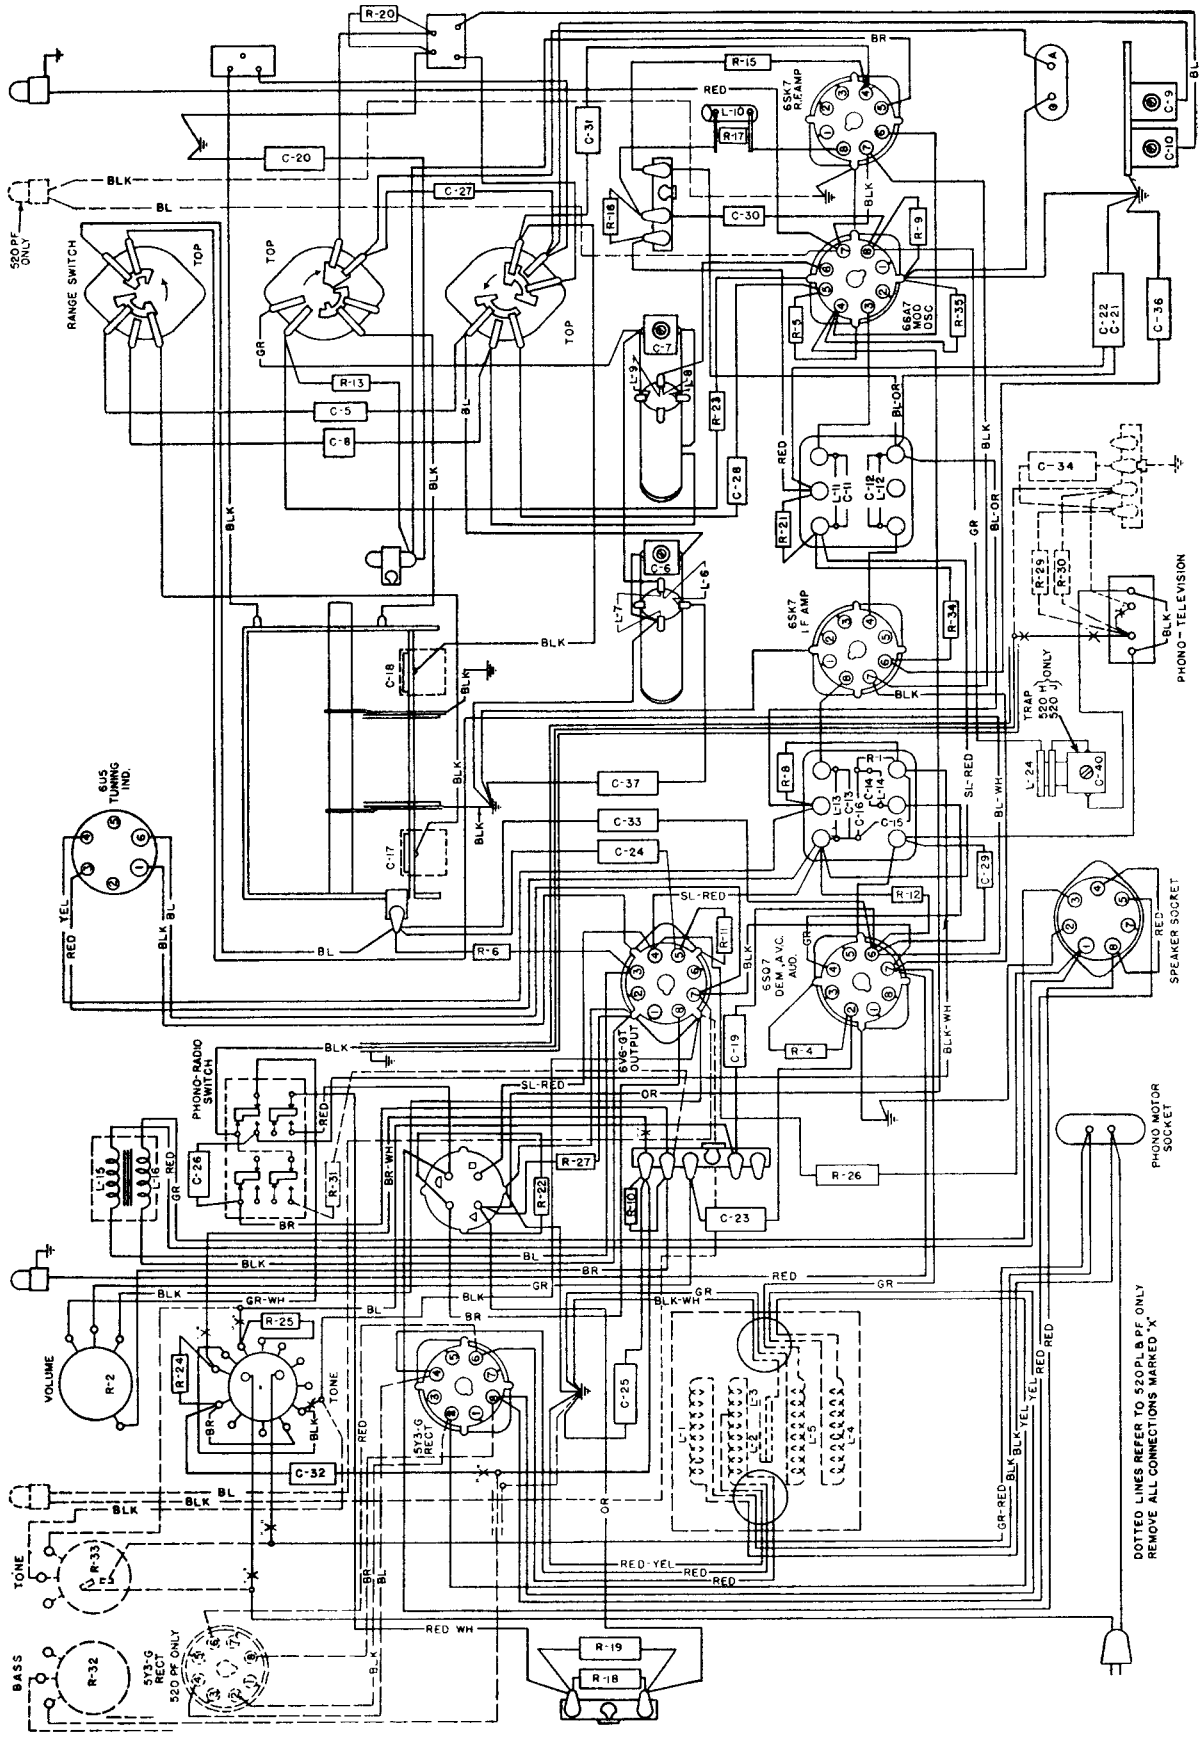 R-20
BR
R-15
6SK7
R.F.AMP
RED
L-10
R-17
C-31
A
G
C-9
C-10
BL
C-20
BLK
BL
C-27
520PF
ONLY
RANGE SWITCH
TOP
TOP
TOP
R-16
C-30
BLK
R-9
R-5
6SA7
MOD
OSC
R-35
C-22
C-21
C-36
GR
R-13
C-5
C-8
BL
BLK
BLK
C-7
L-9
L-8
R-23
C-28
RED
BL-OR
L-11
C-11
C-12
L-12
R-21
GR
BLK
BL-OR
C-34
R-29
R-30
C-6
L-7
L-6
6SK7
I F AMP
R-34
BLK
PHONO-TELEVISION
BLK
C-18
BLK
BLK
BLK
BLK
C-17
6U5
TUNING
IND.
RED
YEL
BLK
BL
BL
C-37
C-33
C-24
R-8
L-13
C-13
C-16
R-1
C-14
L-14
C-15
SL-RED
BL-WH
TRAP
520 H
520 J
ONLY
L-24
C-40
C-29
R-12
GR
SL-RED
R-11
R-6
BLK
6SQ7
DEM.,A.V.C.
AUD.
6V6-GT
OUTPUT
C-19
R-4
BLK-WH
RED
SPEAKER SOCKET
PHONO-RADIO
SWITCH
BLK
RED
SL-RED
OR
L-15
L-16
GR-RED
GR
C-26
R-31
BR
BR-WH
R-22
R-27
R-10
C-23
R-26
PHONO MOTOR
SOCKET
BLK
BL
BR
RED
GR
BLK
GR-WH
BL
BLK
BR
GR
BLK-WH
GR
VOLUME
R-2
R-24
R-25
TONE
BR
BLK
C-32
5Y3-G
RECT
RED
C-25
L-1
L-2
L-3
L-5
L-4
BL
BLK
BLK
TONE
R-33
BR
BL
OR
RED-YEL
RED
RED
GR-RED
BLK
BLK-YEL
YEL
RED
RED
BASS
R-32
5Y3-G
RECT
520 PF ONLY
BLK
RED WH
R-19
R-18
DOTTED LINES REFER TO 520PL & PF ONLY
REMOVE ALL CONNECTIONS MARKED "X"